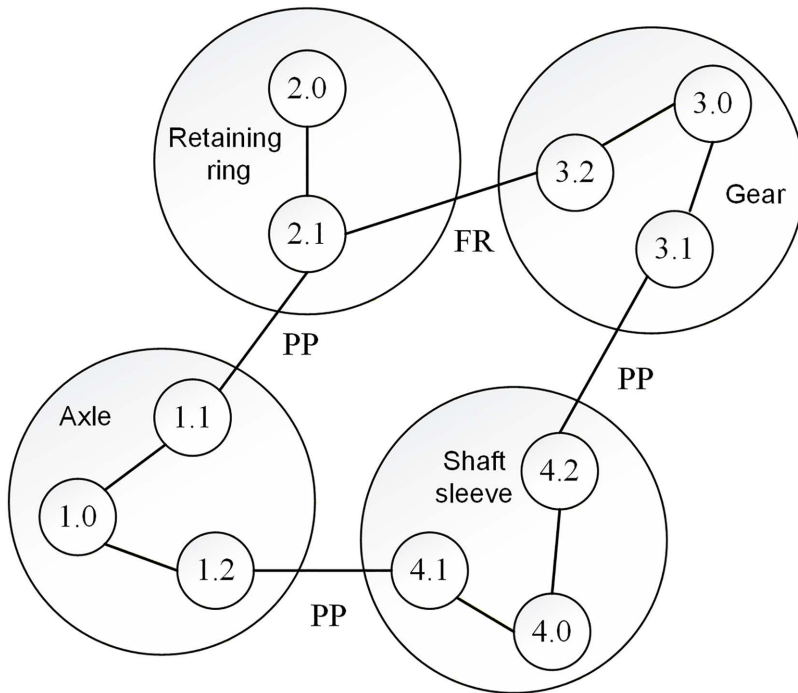 2.0
Retaining
ring
2.1
3.0
3.2
Gear
3.1
FR
PP
PP
Axle
1.1
1.0
1.2
PP
Shaft
sleeve
4.2
4.1
4.0